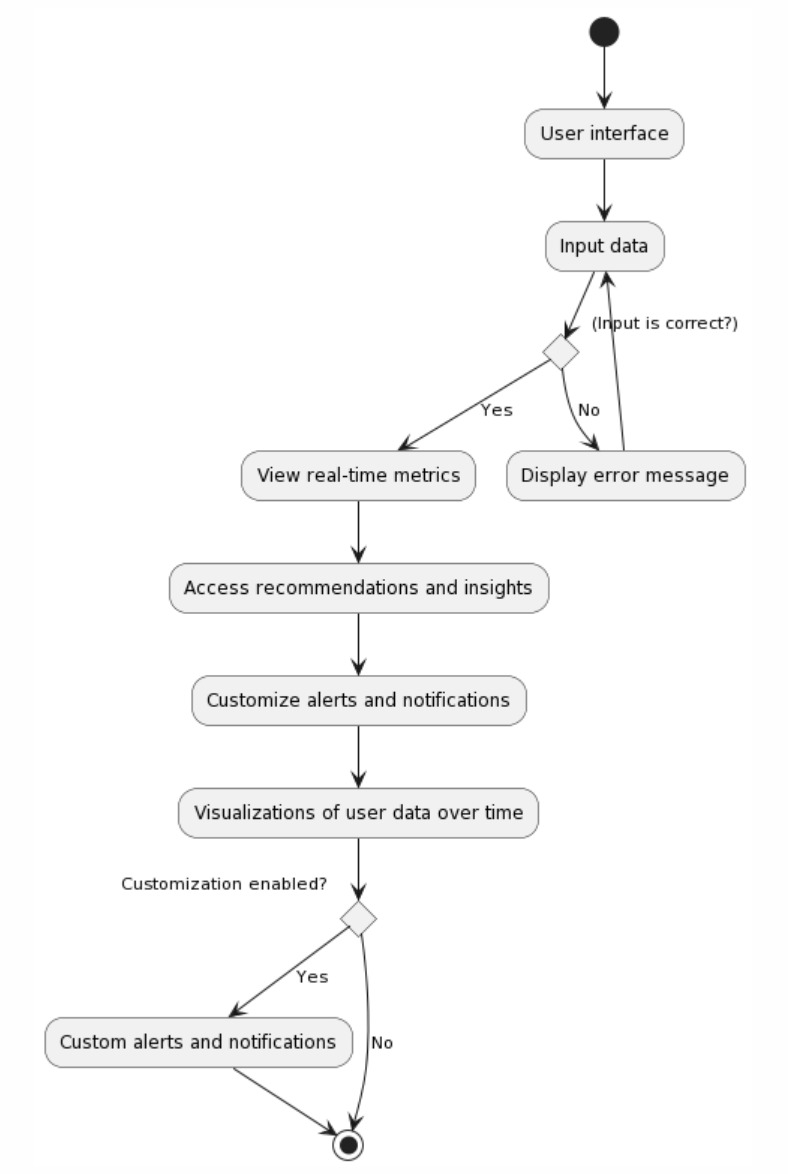 User interface
Input data
(Input is correct?)
Yes
No
View real-time metrics
Display error message
Access recommendations and insights
Customize alerts and notifications
Visualizations of user data over time
Customization enabled?
Yes
Custom alerts and notifications
No